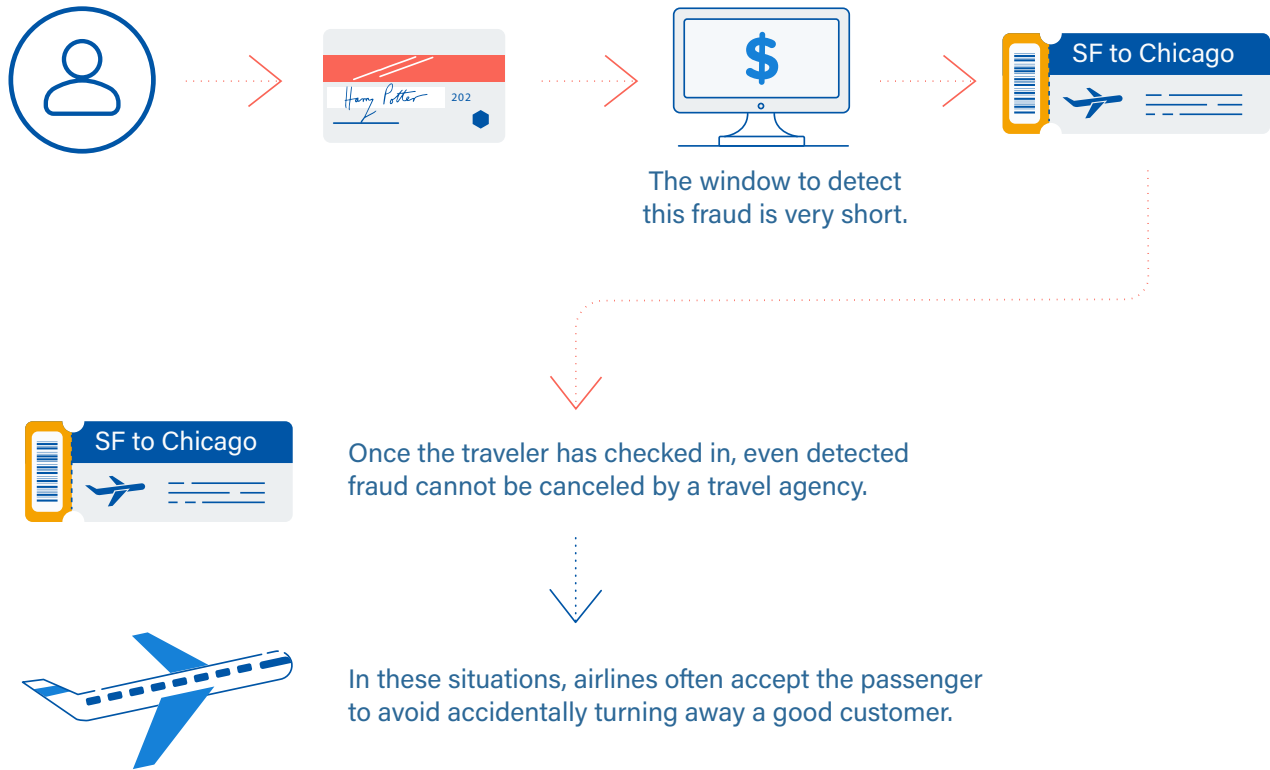 Harry Potter
202
$
SF to Chicago
The window to detect
this fraud is very short.
SF to Chicago
Once the traveler has checked in, even detected
fraud cannot be canceled by a travel agency.
In these situations, airlines often accept the passenger
to avoid accidentally turning away a good customer.